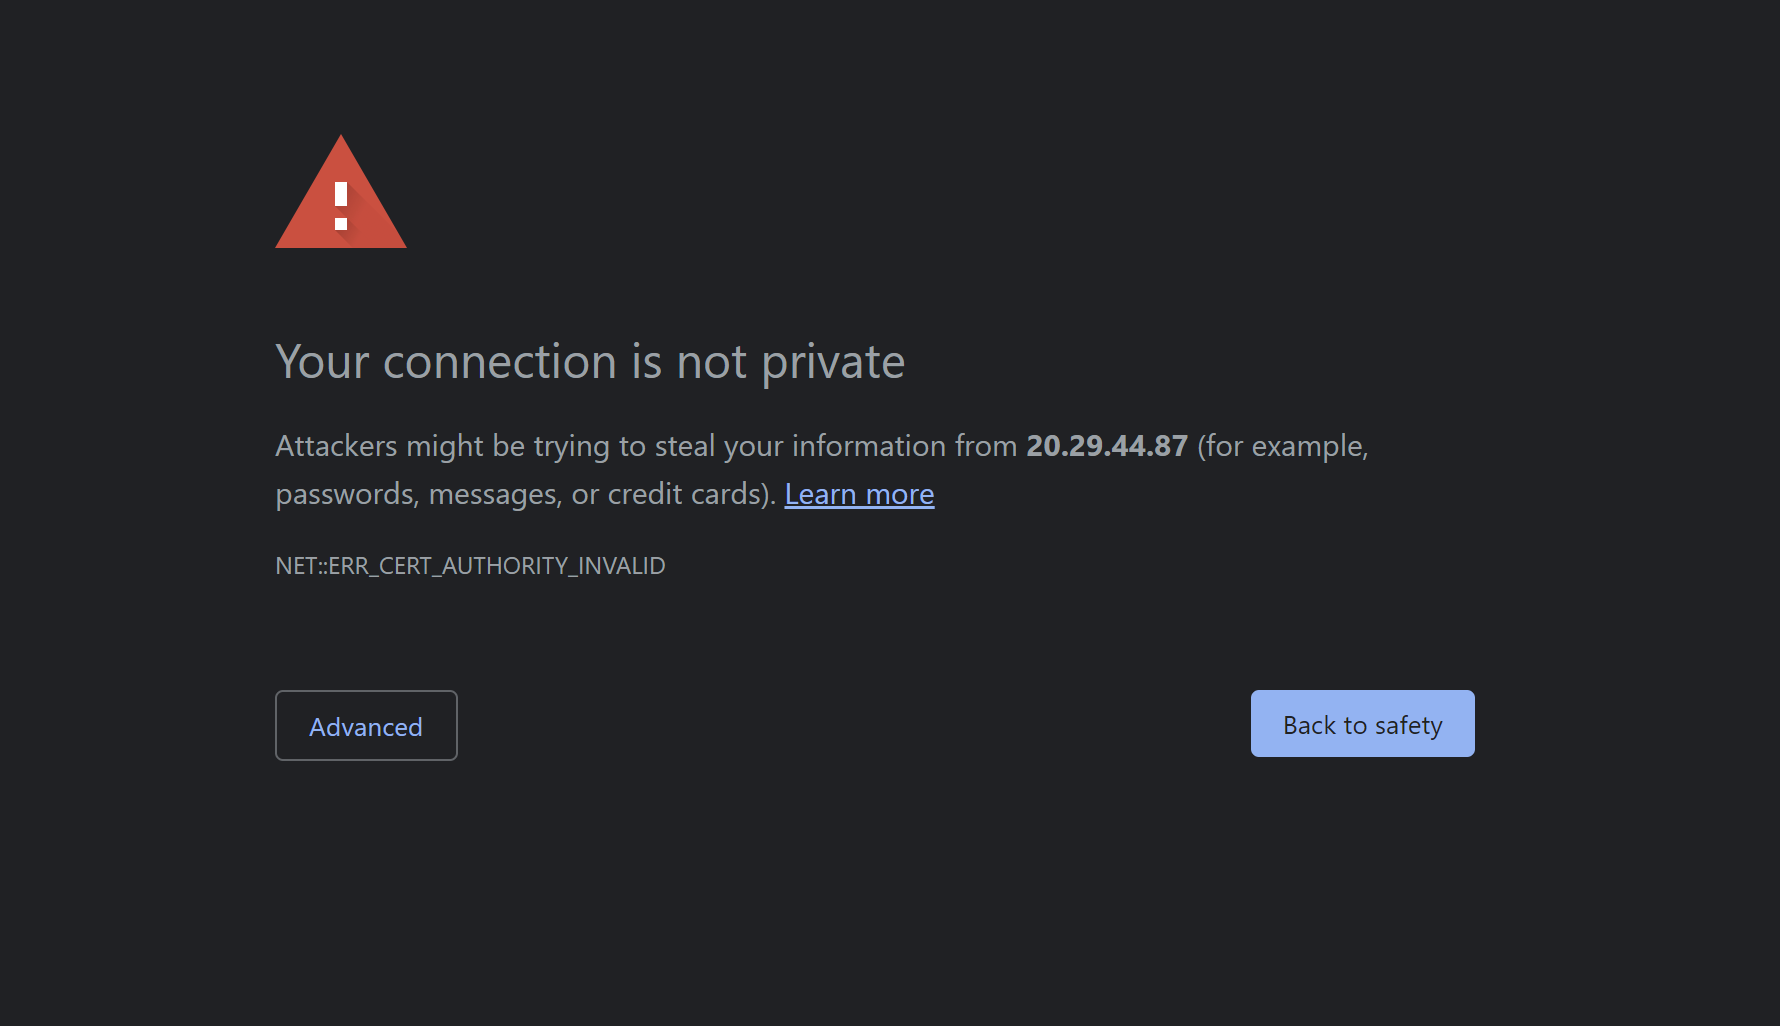 Your connection is not private
Attackers might be trying to steal your information from 20.29.44.87 (for example,
passwords, messages, or credit cards). Learn more
NET::ERR_CERT_AUTHORITY_INVALID
Advanced
Back to safety